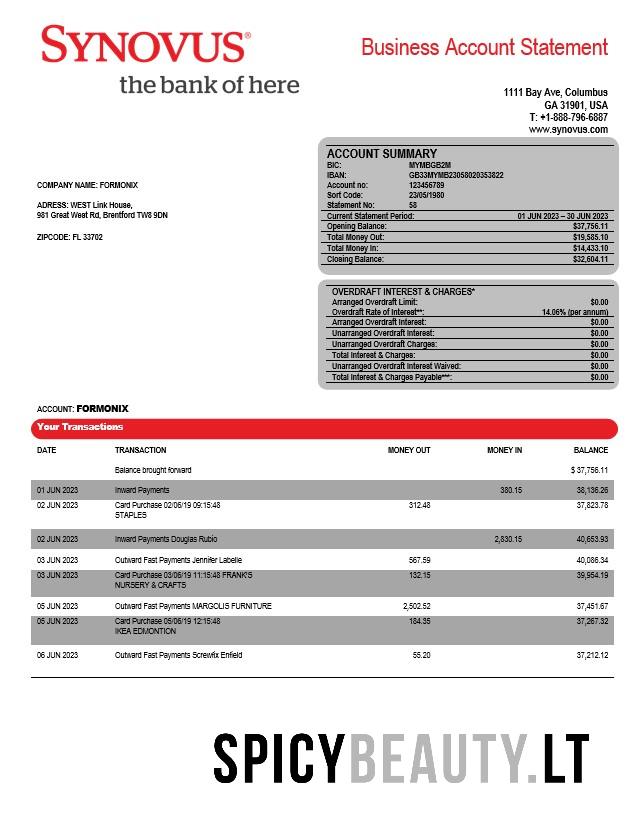 SYNOVUS®
the bank of here
Business Account Statement
1111 Bay Ave, Columbus
GA 31901, USA
T: +1-888-796-6887
www.synovus.com
COMPANY NAME: FORMONIX
ADRESS: WEST Link House,
981 Great West Rd, Brentford TW8 9DN
ZIPCODE: FL 33702
ACCOUNT SUMMARY
BIC: MYMBGB2M
IBAN: GB33MYMB23058020353822
Account no: 123456789
Sort Code: 23/05/1980
Statement No: 58
Current Statement Period: 01 JUN 2023 – 30 JUN 2023
Opening Balance: $37,756.11
Total Money Out: $19,585.10
Total Money In: $14,433.10
Closing Balance: $32,604.11
OVERDRAFT INTEREST & CHARGES*
Arranged Overdraft Limit: $0.00
Overdraft Rate of Interest**: 14.06% (per annum)
Arranged Overdraft Interest: $0.00
Unarranged Overdraft Interest: $0.00
Unarranged Overdraft Charges: $0.00
Total Interest & Charges: $0.00
Unarranged Overdraft Interest Waived: $0.00
Total Interest & Charges Payable***: $0.00
ACCOUNT: FORMONIX
Your Transactions
DATE TRANSACTION MONEY OUT MONEY IN BALANCE
Balance brought forward $ 37,756.11
01 JUN 2023 Inward Payments 380.15 38,136.26
02 JUN 2023 Card Purchase 02/06/19 09:15:48 312.48 37,823.78
STAPLES
02 JUN 2023 Inward Payments Douglas Rubio 2,830.15 40,653.93
03 JUN 2023 Outward Fast Payments Jennifer Labelle 567.59 40,086.34
03 JUN 2023 Card Purchase 03/06/19 11:15:48 FRANK'S 132.15 39,954.19
NURSERY & CRAFTS
05 JUN 2023 Outward Fast Payments MARGOLIS FURNITURE 2,502.52 37,451.67
05 JUN 2023 Card Purchase 05/06/19 12:15:48 184.35 37,267.32
IKEA EDMONTION
06 JUN 2023 Outward Fast Payments Screwfix Enfield 55.20 37,212.12
SPICYBEAUTY.LT